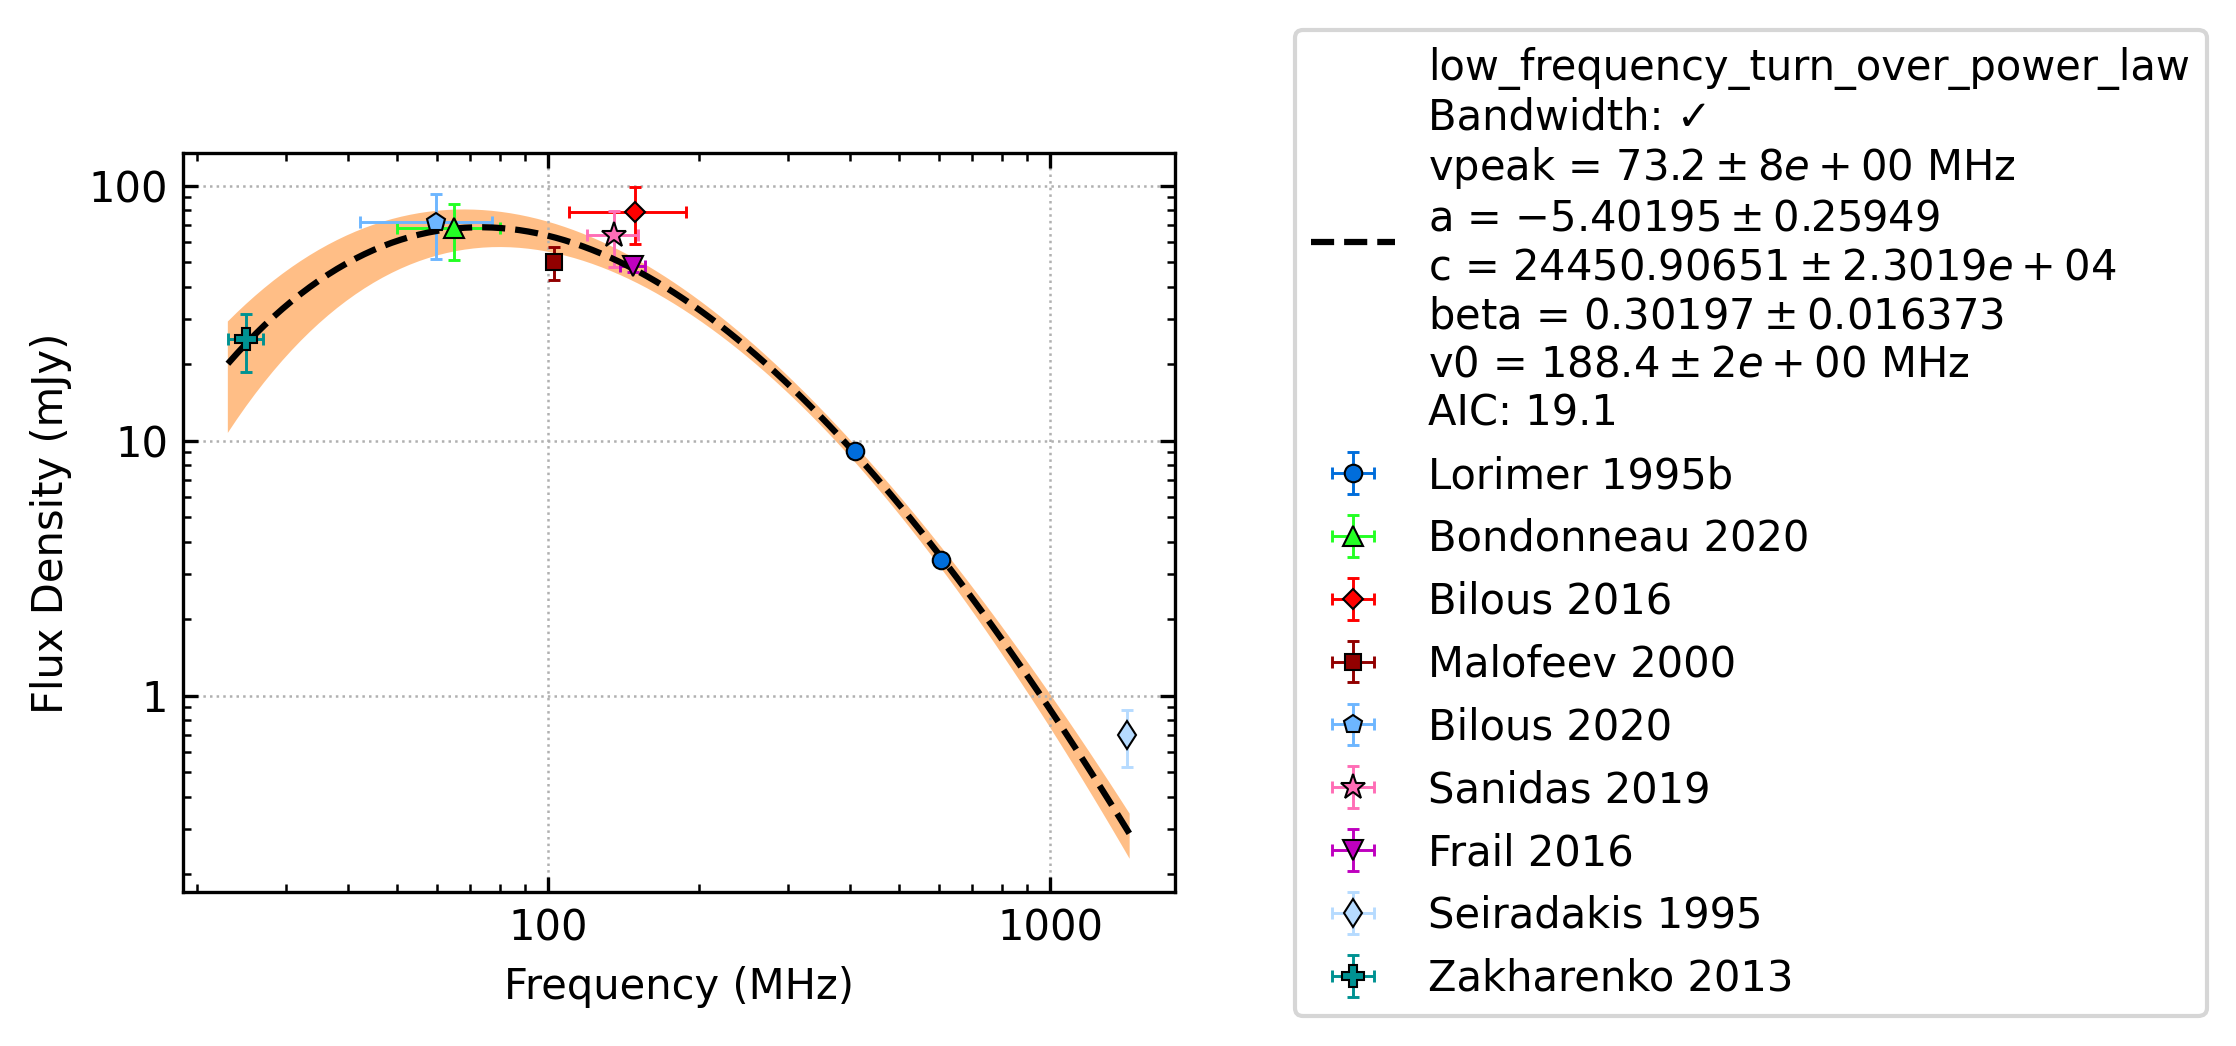 100
10
1
Flux Density (mJy)
100
1000
Frequency (MHz)
low_frequency_turn_over_power_law
Bandwidth: ✓
vpeak = 73.2 ± 8e + 00 MHz
a = −5.40195 ± 0.25949
c = 24450.90651 ± 2.3019e + 04
beta = 0.30197 ± 0.016373
v0 = 188.4 ± 2e + 00 MHz
AIC: 19.1
Lorimer 1995b
Bondonneau 2020
Bilous 2016
Malofeev 2000
Bilous 2020
Sanidas 2019
Frail 2016
Seiradakis 1995
Zakharenko 2013